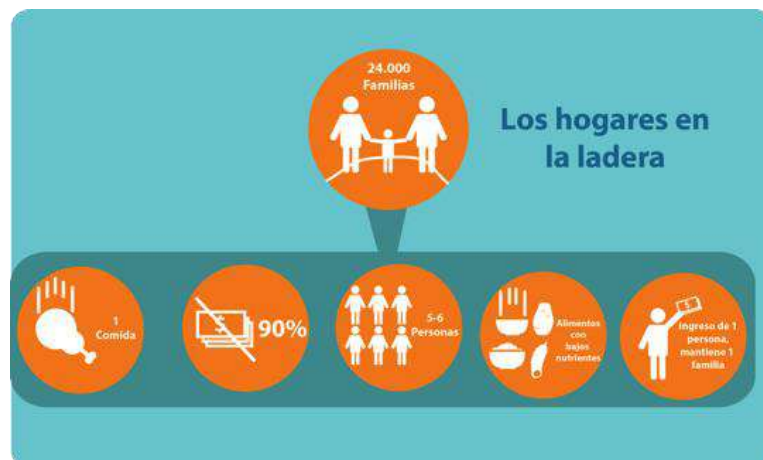 24.000
Familias
Los hogares en
la ladera
1
Comida
90%
5-6
Personas
Alimentos
con
bajos
nutrientes
Ingreso de 1
persona,
mantiene 1
familia